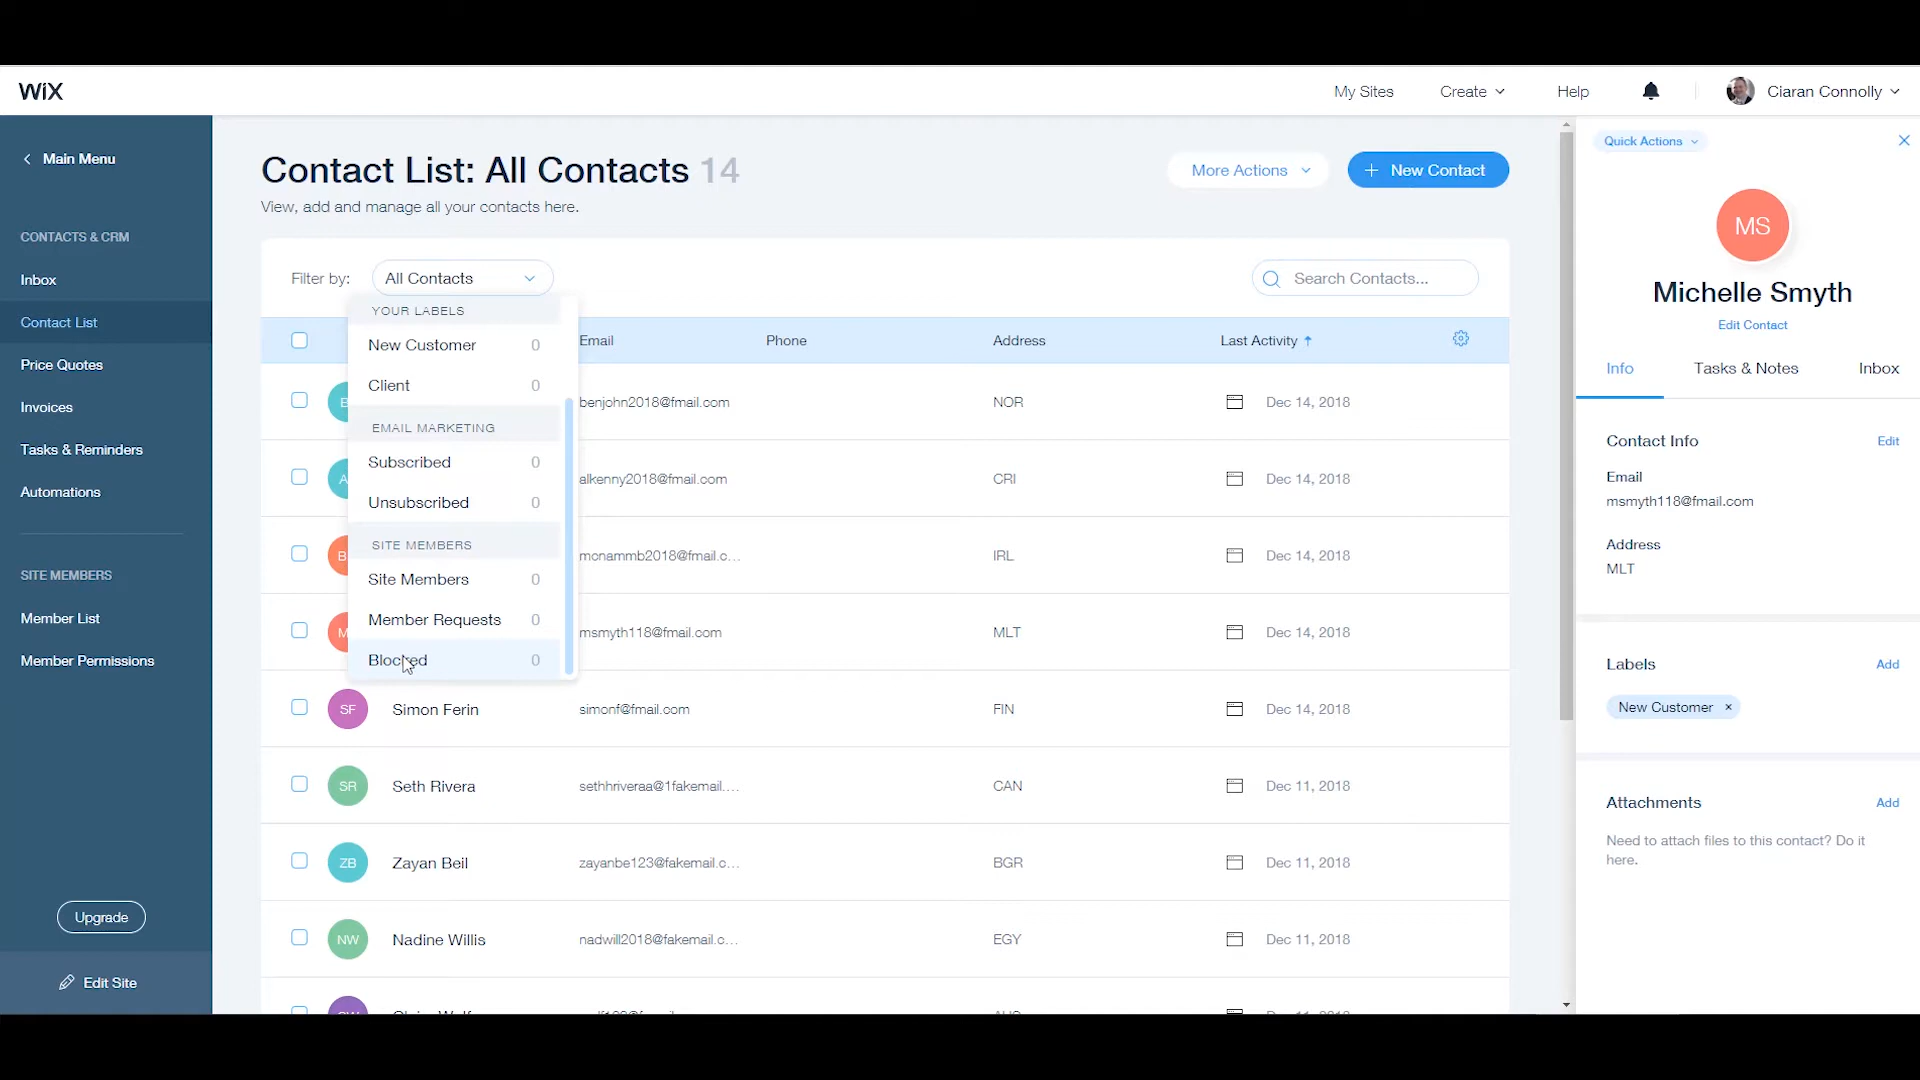 WiX
My Sites
Create
Help
Ciaran Connolly
Main Menu
CONTACTS & CRM
Inbox
Contact List
Price Quotes
Invoices
Tasks & Reminders
Automations
SITE MEMBERS
Member List
Member Permissions
Upgrade
Edit Site
Contact List: All Contacts 14
View, add and manage all your contacts here.
More Actions
+ New Contact
Filter by:
All Contacts
Search Contacts...
YOUR LABELS
New Customer 0
Client 0
EMAIL MARKETING
Subscribed 0
Unsubscribed 0
SITE MEMBERS
Site Members 0
Member Requests 0
Blocked 0
Email Phone Address Last Activity
benjohn2018@fmail.com NOR Dec 14, 2018
alkenny2018@fmail.com CRI Dec 14, 2018
monammb2018@fmail.c... IRL Dec 14, 2018
msmyth118@fmail.com MLT Dec 14, 2018
SF Simon Ferin simonf@fmail.com FIN Dec 14, 2018
SR Seth Rivera sethhriveraa@1fakemail.... CAN Dec 11, 2018
ZB Zayan Beil zayanbe123@fakemail.c... BGR Dec 11, 2018
NW Nadine Willis nadwill2018@fakemail.c... EGY Dec 11, 2018
Quick Actions
MS
Michelle Smyth
Edit Contact
Info
Tasks & Notes
Inbox
Contact Info Edit
Email
msmyth118@fmail.com
Address
MLT
Labels Add
New Customer ×
Attachments Add
Need to attach files to this contact? Do it
here.